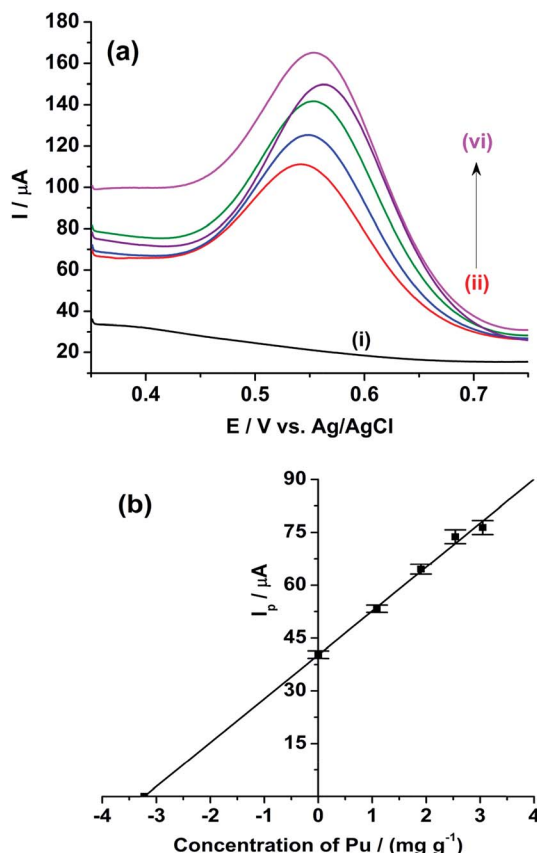 (a)
180
160
140
120
100
80
60
40
20
I / μA
(vi)
(ii)
(i)
0.4 0.5 0.6 0.7
E / V vs. Ag/AgCl
(b)
90
75
60
45
30
15
Ip / μA
-4 -3 -2 -1 0 1 2 3 4
Concentration of Pu / (mg g-1)